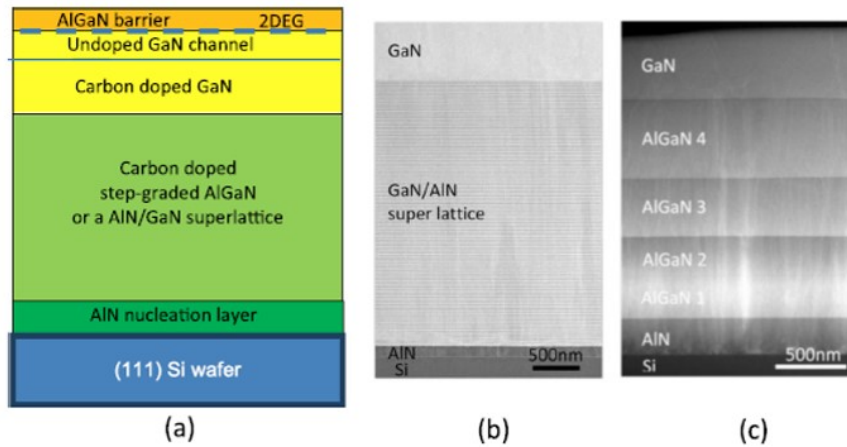 AlGaN barrier 2DEG
Undoped GaN channel
Carbon doped GaN
Carbon doped
step-graded AlGaN
or a AlN/GaN superlattice
AlN nucleation layer
(111) Si wafer
(a)
GaN
GaN/AlN
super lattice
AlN
Si
500nm
(b)
GaN
AlGaN 4
AlGaN 3
AlGaN 2
AlGaN 1
AlN
Si
500nm
(c)